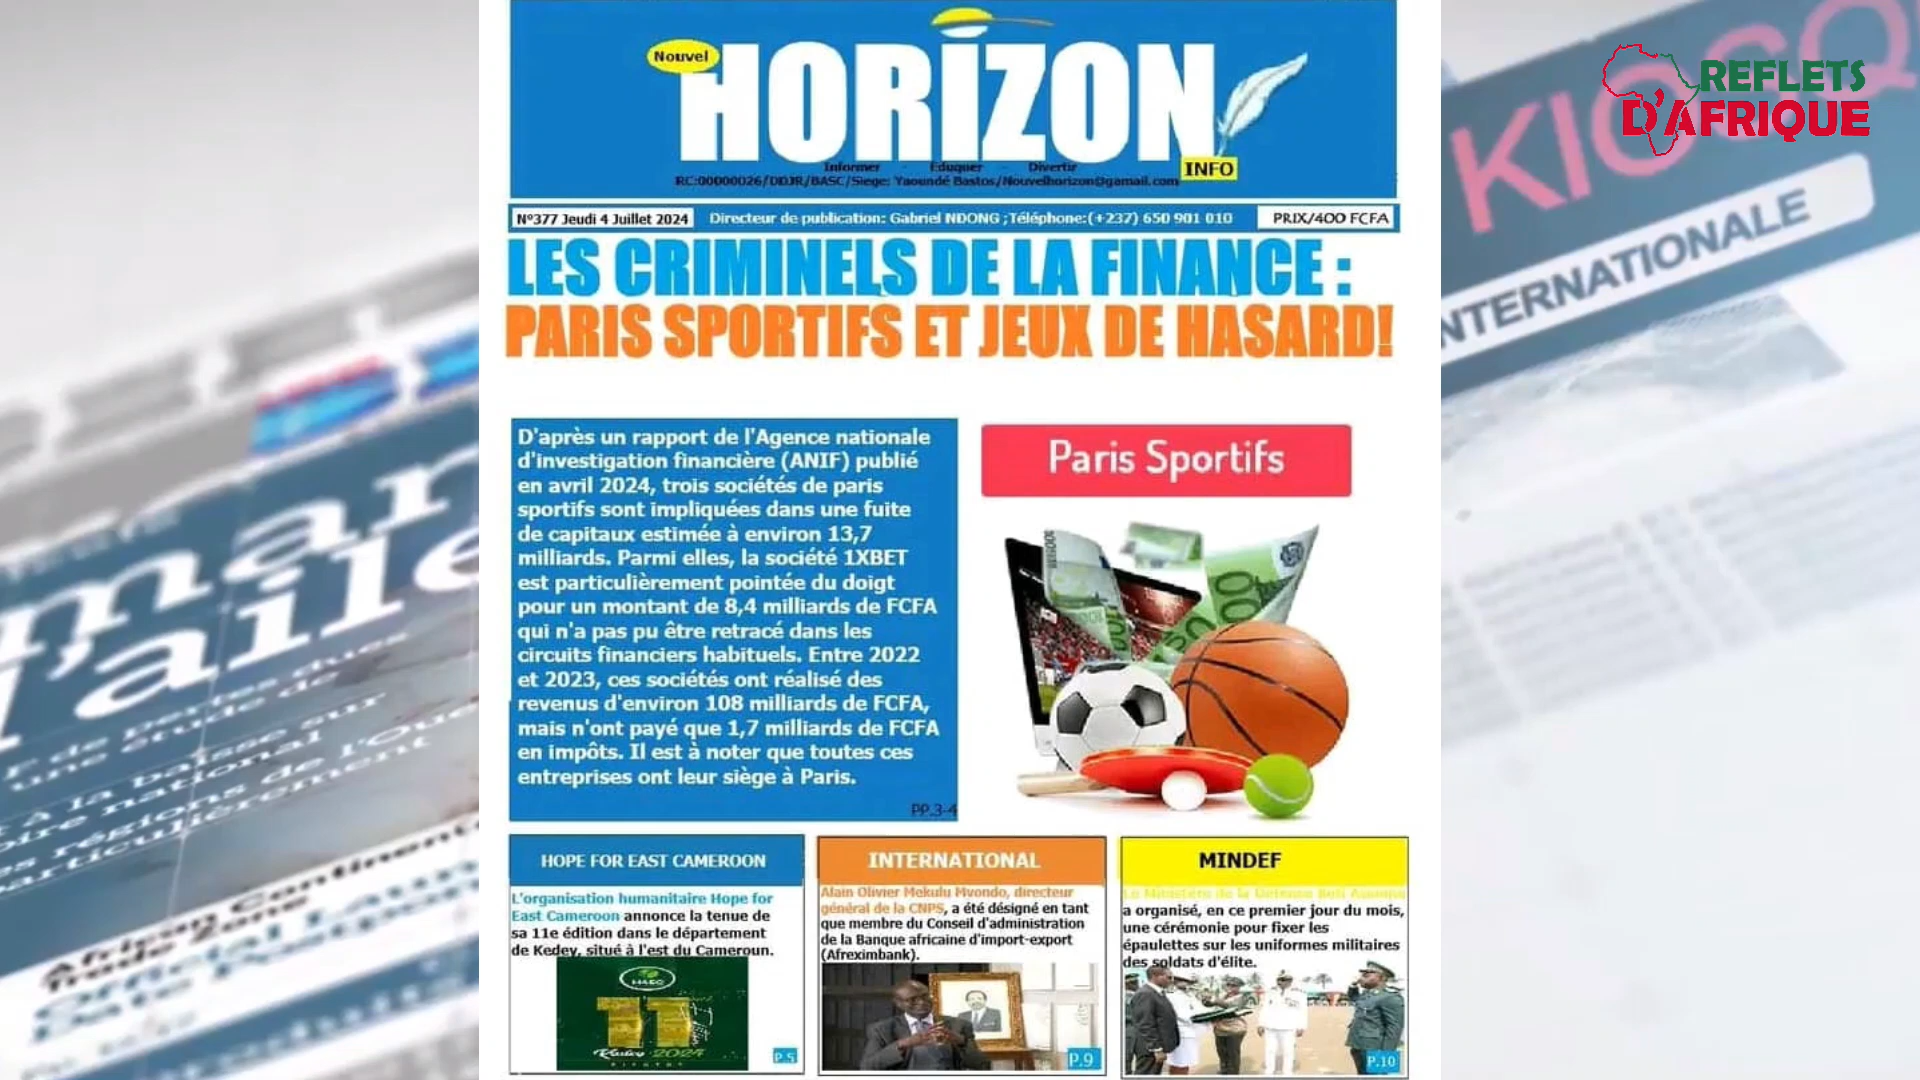 Nouvel
HORIZON
INFO
Informer - Eduquer - Divertir
RC:00000026/DDJR/BASC/Siege: Yaoundé Bastos/Nouvelhorizon@gamail.com
N°377 Jeudi 4 Juillet 2024
Directeur de publication: Gabriel NDONG ;Téléphone:(+237) 650 901 010
PRIX/400 FCFA
LES CRIMINELS DE LA FINANCE :
PARIS SPORTIFS ET JEUX DE HASARD!
D'après un rapport de l'Agence nationale
d'investigation financière (ANIF) publié
en avril 2024, trois sociétés de paris
sportifs sont impliquées dans une fuite
de capitaux estimée à environ 13,7
milliards. Parmi elles, la société 1XBET
est particulièrement pointée du doigt
pour un montant de 8,4 milliards de FCFA
qui n'a pas pu être retracé dans les
circuits financiers habituels. Entre 2022
et 2023, ces sociétés ont réalisé des
revenus d'environ 108 milliards de FCFA,
mais n'ont payé que 1,7 milliards de FCFA
en impôts. Il est à noter que toutes ces
entreprises ont leur siège à Paris.
PP.3-4
Paris Sportifs
HOPE FOR EAST CAMEROON
L'organisation humanitaire Hope for
East Cameroon annonce la tenue de
sa 11e édition dans le département
de Kedey, situé à l'est du Cameroun.
11
Kedey 2024
P.5
INTERNATIONAL
Alain Olivier Mekulu Mvondo, directeur
général de la CNPS, a été désigné en tant
que membre du Conseil d'administration
de la Banque africaine d'import-export
(Afreximbank).
P.9
MINDEF
Le Ministère de la Défense
a organisé, en ce premier jour du mois,
une cérémonie pour fixer les
épaulettes sur les uniformes militaires
des soldats d'élite.
P.10
REFLETS
D'AFRIQUE
KIOSQ
NTERNATIONALE